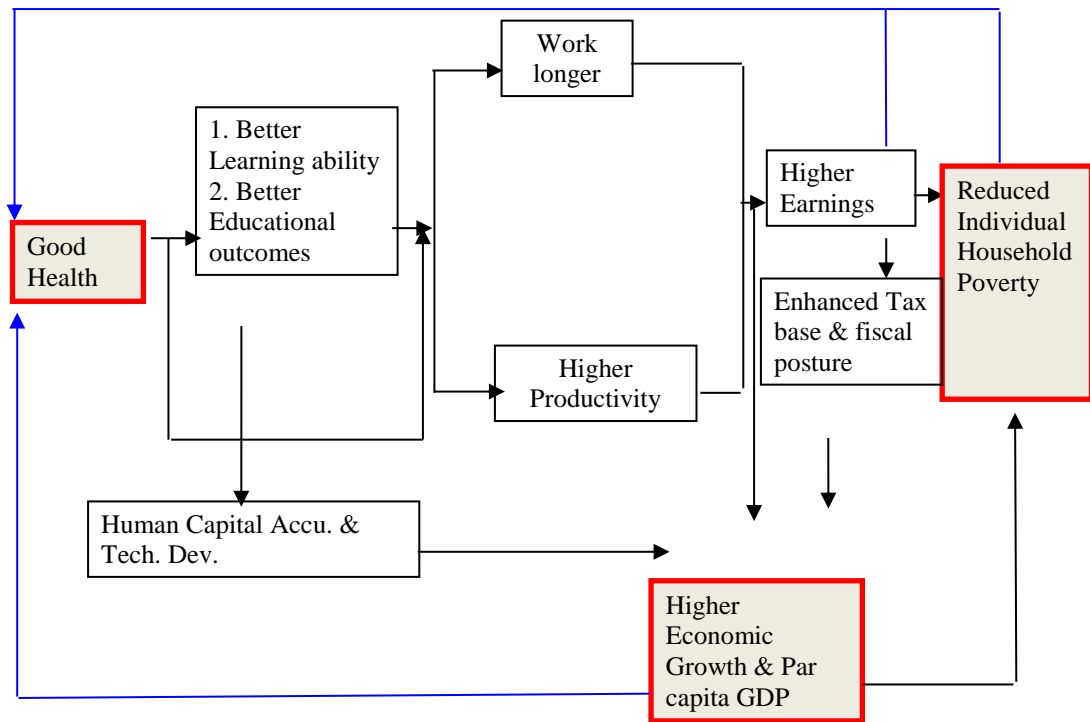 Work
longer
1. Better
Learning ability
2. Better
Educational
outcomes
Higher
Earnings
Reduced
Individual
Household
Poverty
Good
Health
Enhanced Tax
base & fiscal
posture
Higher
Productivity
Human Capital Accu. &
Tech. Dev.
Higher
Economic
Growth & Par
capita GDP